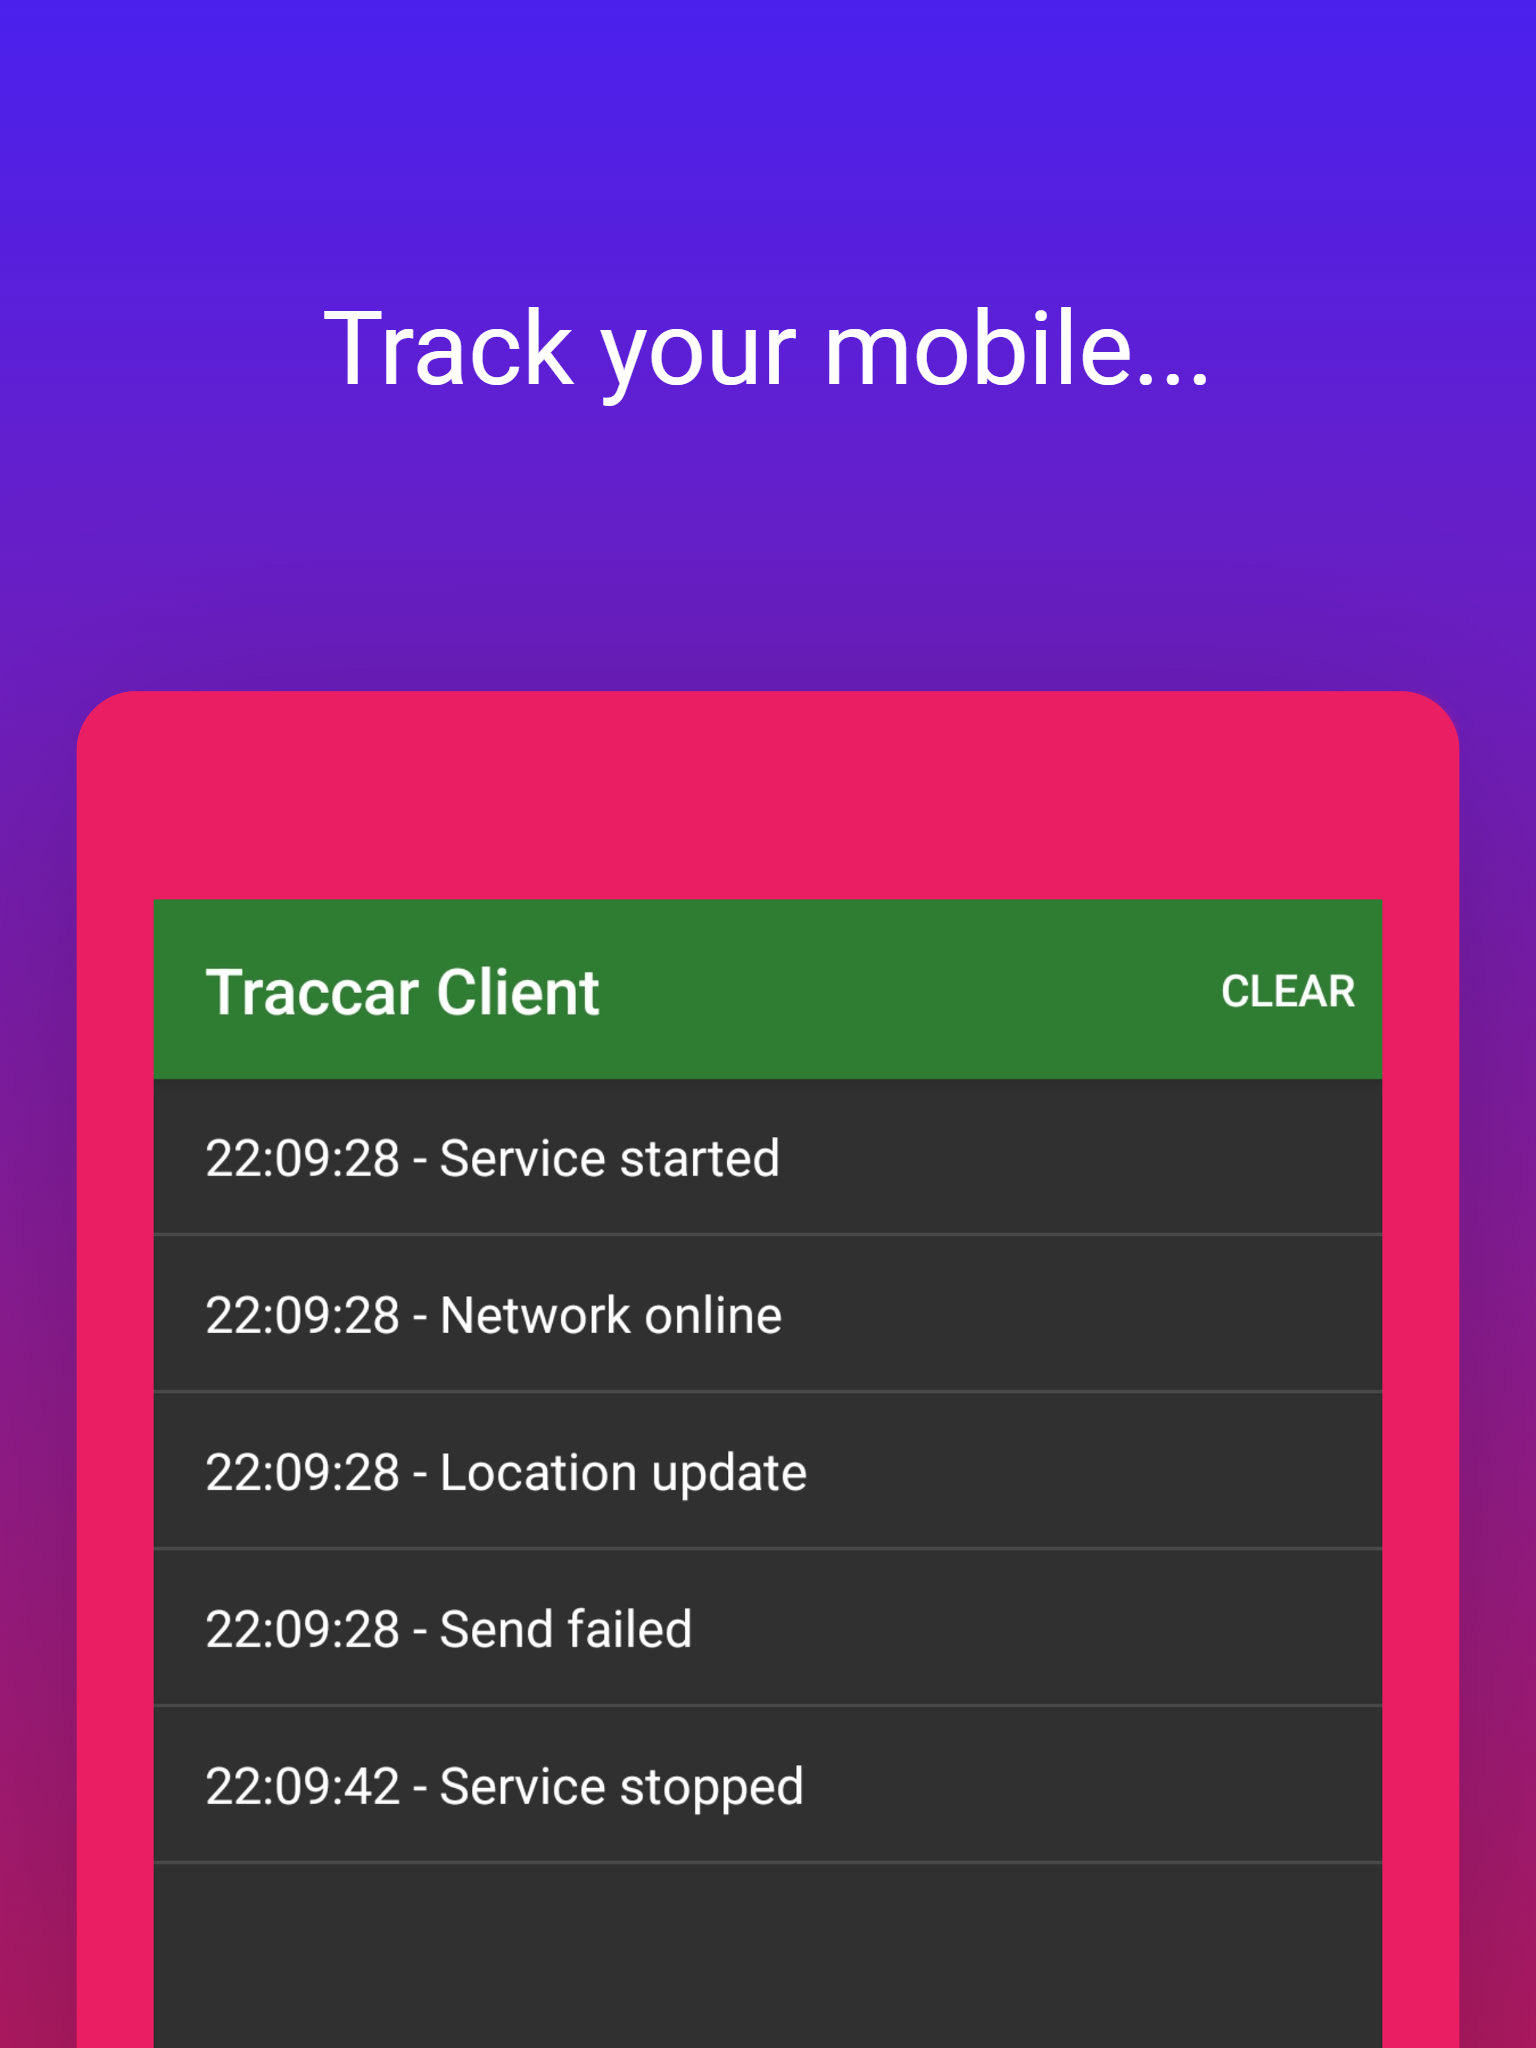 Track your mobile...
Traccar Client CLEAR
22:09:28 - Service started
22:09:28 - Network online
22:09:28 - Location update
22:09:28 - Send failed
22:09:42 - Service stopped